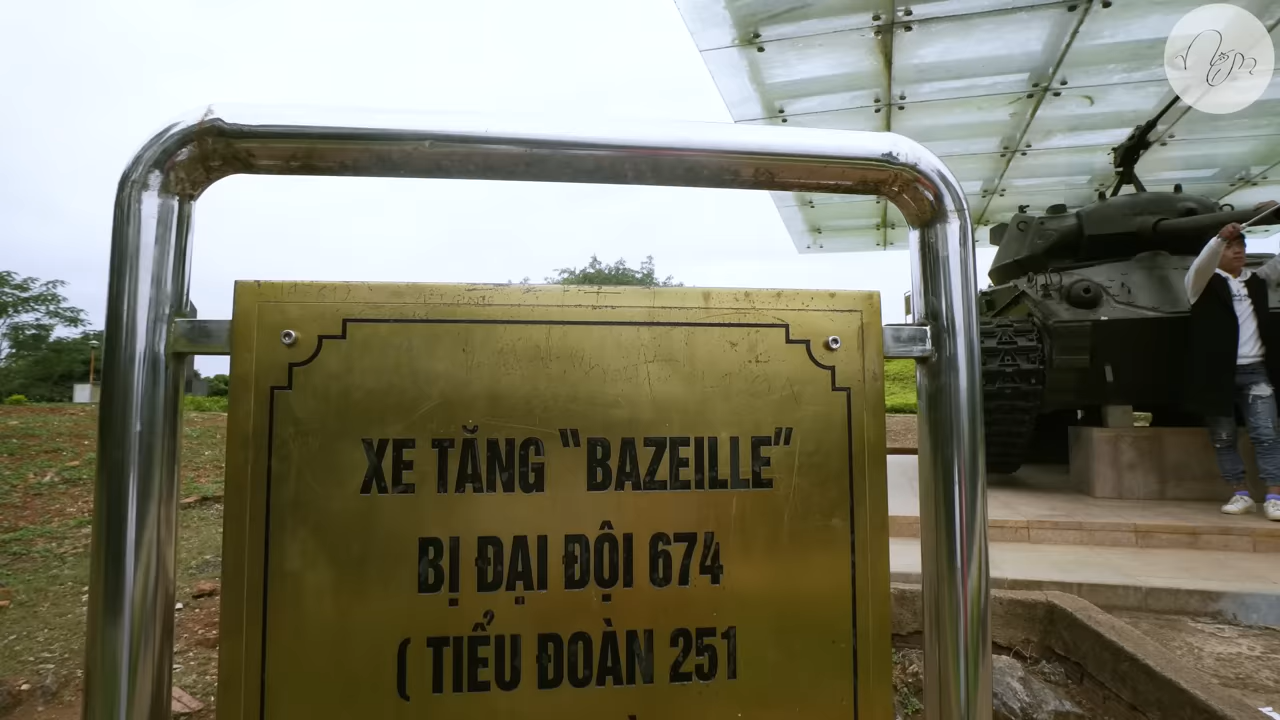 XE TĂNG "BAZEILLE"
BỊ ĐẠI ĐỘI 674
( TIỂU ĐOÀN 251